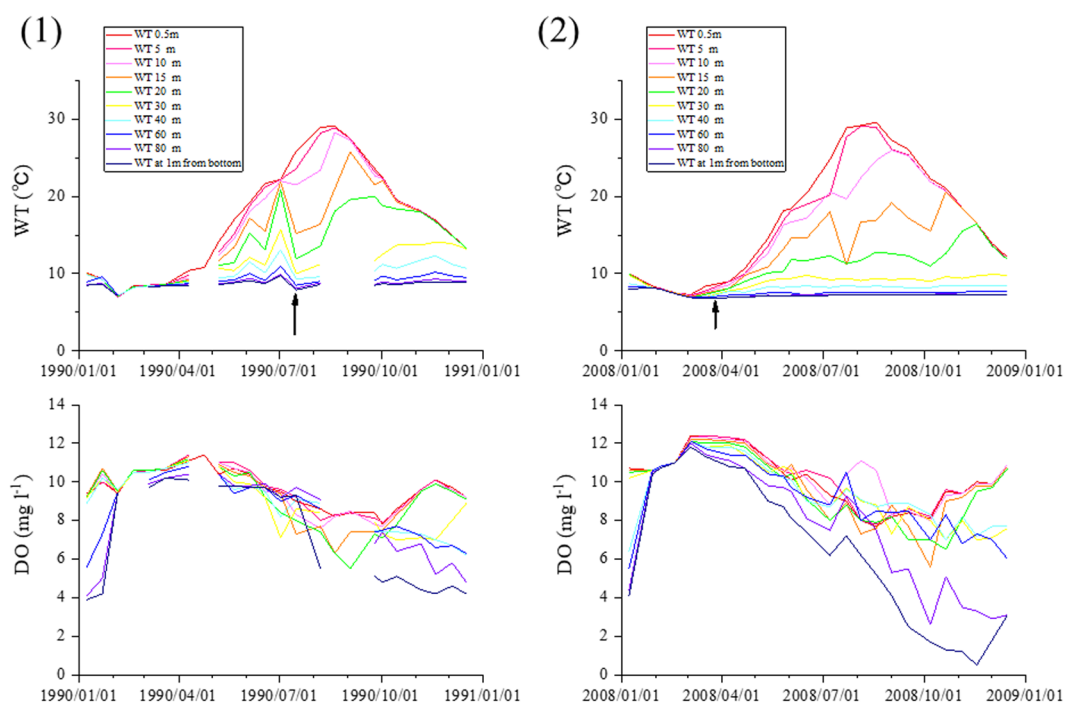 (1)
WT 0.5m
WT 5 m
WT 10 m
WT 15 m
WT 20 m
WT 30 m
WT 40 m
WT 60 m
WT 80 m
WT at 1m from bottom
WT (℃)
30
20
10
0
1990/01/01 1990/04/01 1990/07/01 1990/10/01 1991/01/01
(2)
WT 0.5m
WT 5 m
WT 10 m
WT 15 m
WT 20 m
WT 30 m
WT 40 m
WT 60 m
WT 80 m
WT at 1m from bottom
WT (℃)
30
20
10
0
2008/01/01 2008/04/01 2008/07/01 2008/10/01 2009/01/01
DO (mg l-1)
14
12
10
8
6
4
2
0
1990/01/01 1990/04/01 1990/07/01 1990/10/01 1991/01/01
DO (mg l-1)
14
12
10
8
6
4
2
0
2008/01/01 2008/04/01 2008/07/01 2008/10/01 2009/01/01